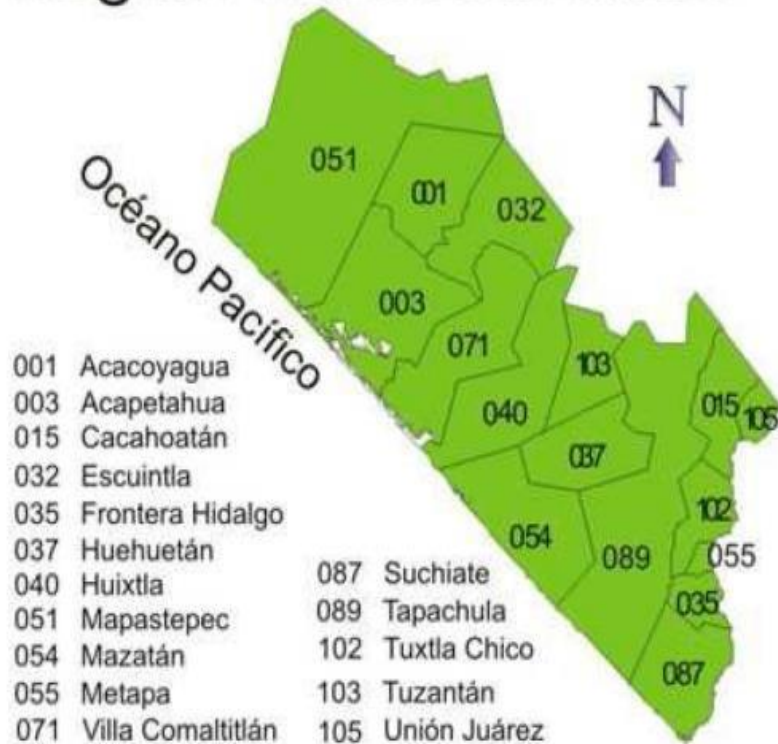 N
051
001
032
Océano Pacífico
003
071
103
015
105
040
037
102
054
089
055
035
087
001 Acacoyagua
003 Acapetahua
015 Cacahoatán
032 Escuintla
035 Frontera Hidalgo
037 Huehuetán
040 Huixtla
051 Mapastepec
054 Mazatán
055 Metapa
071 Villa Comaltitlán
087 Suchiate
089 Tapachula
102 Tuxtla Chico
103 Tuzantán
105 Unión Juárez